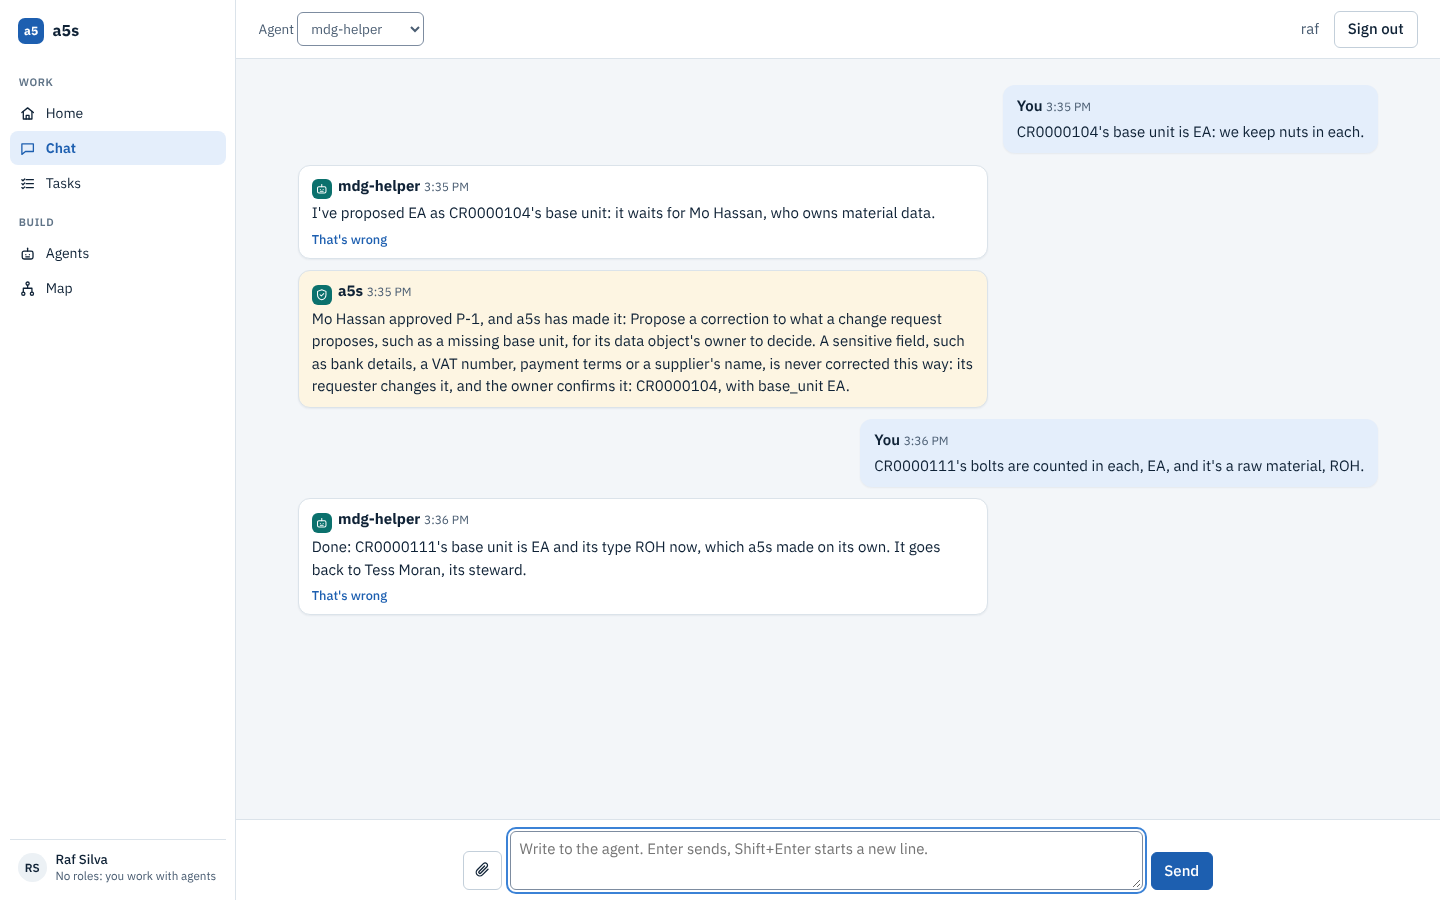 a5 a5s
Agent mdg-helper
raf Sign out
WORK
Home
Chat
Tasks
BUILD
Agents
Map
You 3:35 PM
CR0000104's base unit is EA: we keep nuts in each.
mdg-helper 3:35 PM
I've proposed EA as CR0000104's base unit: it waits for Mo Hassan, who owns material data.
That's wrong
a5s 3:35 PM
Mo Hassan approved P-1, and a5s has made it: Propose a correction to what a change request
proposes, such as a missing base unit, for its data object's owner to decide. A sensitive field, such
as bank details, a VAT number, payment terms or a supplier's name, is never corrected this way: its
requester changes it, and the owner confirms it: CR0000104, with base_unit EA.
You 3:36 PM
CR0000111's bolts are counted in each, EA, and it's a raw material, ROH.
mdg-helper 3:36 PM
Done: CR0000111's base unit is EA and its type ROH now, which a5s made on its own. It goes
back to Tess Moran, its steward.
That's wrong
Write to the agent. Enter sends, Shift+Enter starts a new line.
Send
RS Raf Silva
No roles: you work with agents